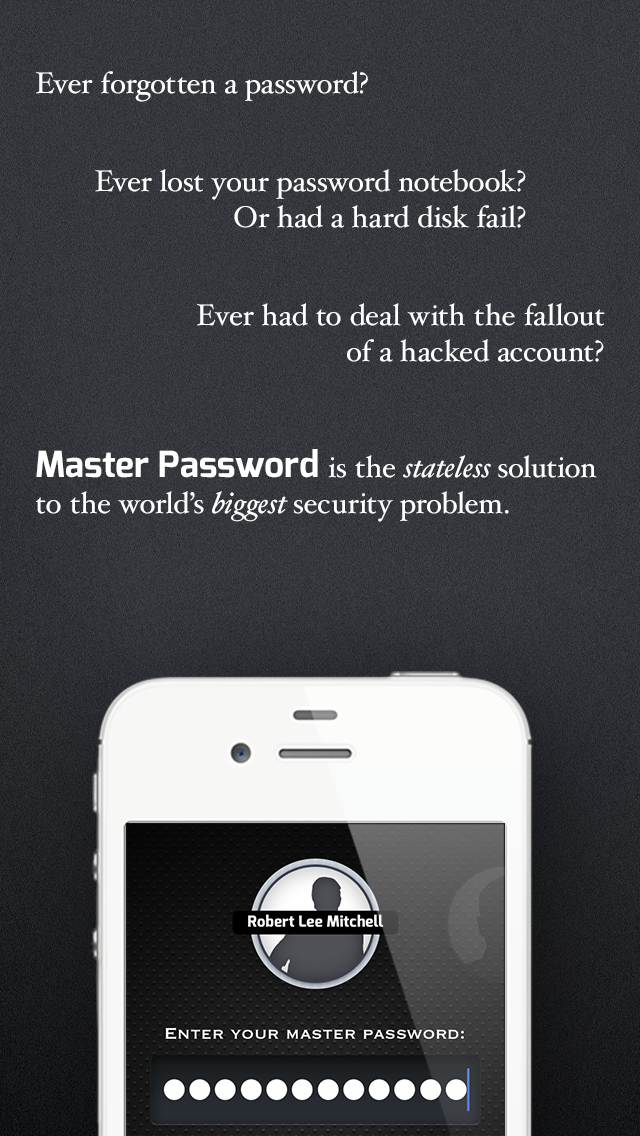 Ever forgotten a password?
Ever lost your password notebook?
Or had a hard disk fail?
Ever had to deal with the fallout
of a hacked account?
Master Password is the stateless solution
to the world’s biggest security problem.
Robert Lee Mitchell
Enter your master password: